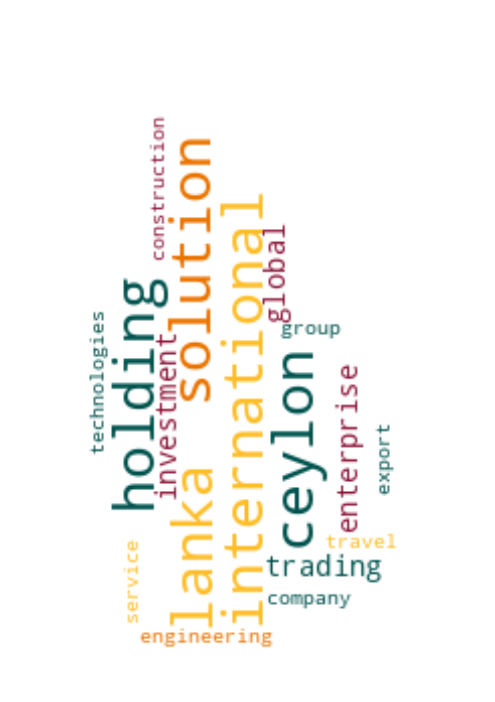 construction
solution
international
global
holding
technologies
investment
group
ceylon
enterprise
export
lanka
travel
service
trading
company
engineering